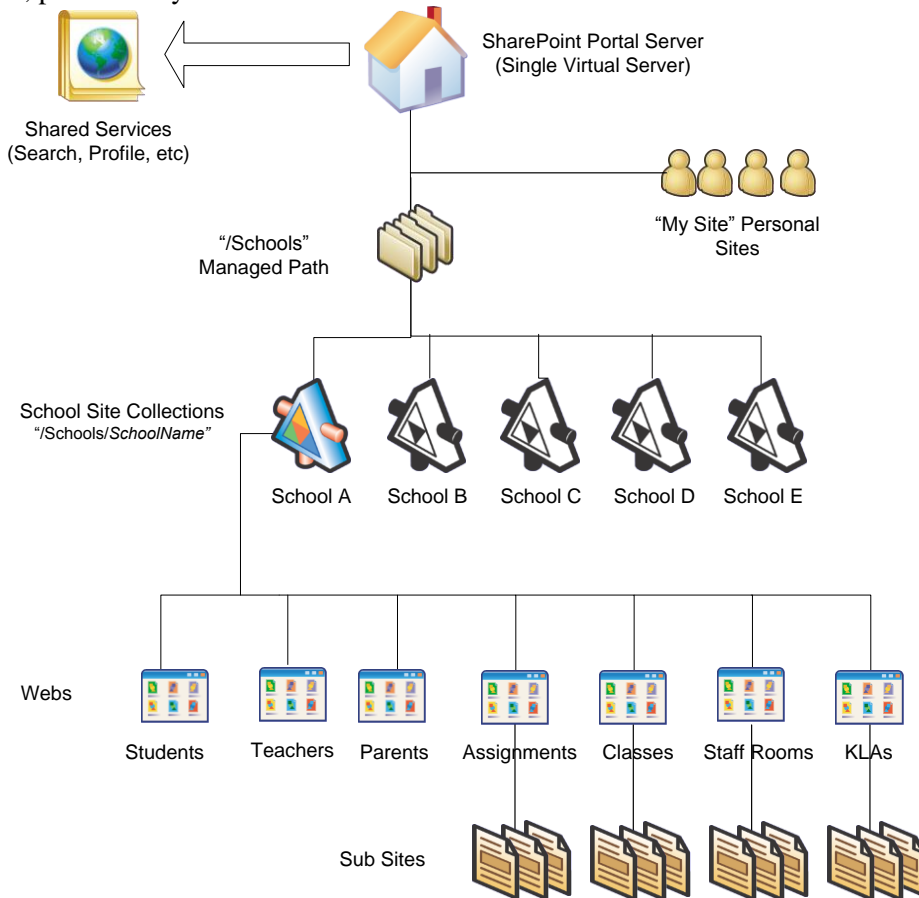 SharePoint Portal Server
(Single Virtual Server)
Shared Services
(Search, Profile, etc)
“My Site” Personal
Sites
“/Schools”
Managed Path
School Site Collections
“/Schools/SchoolName”
School A
School B
School C
School D
School E
Webs
Students
Teachers
Parents
Assignments
Classes
Staff Rooms
KLAs
Sub Sites